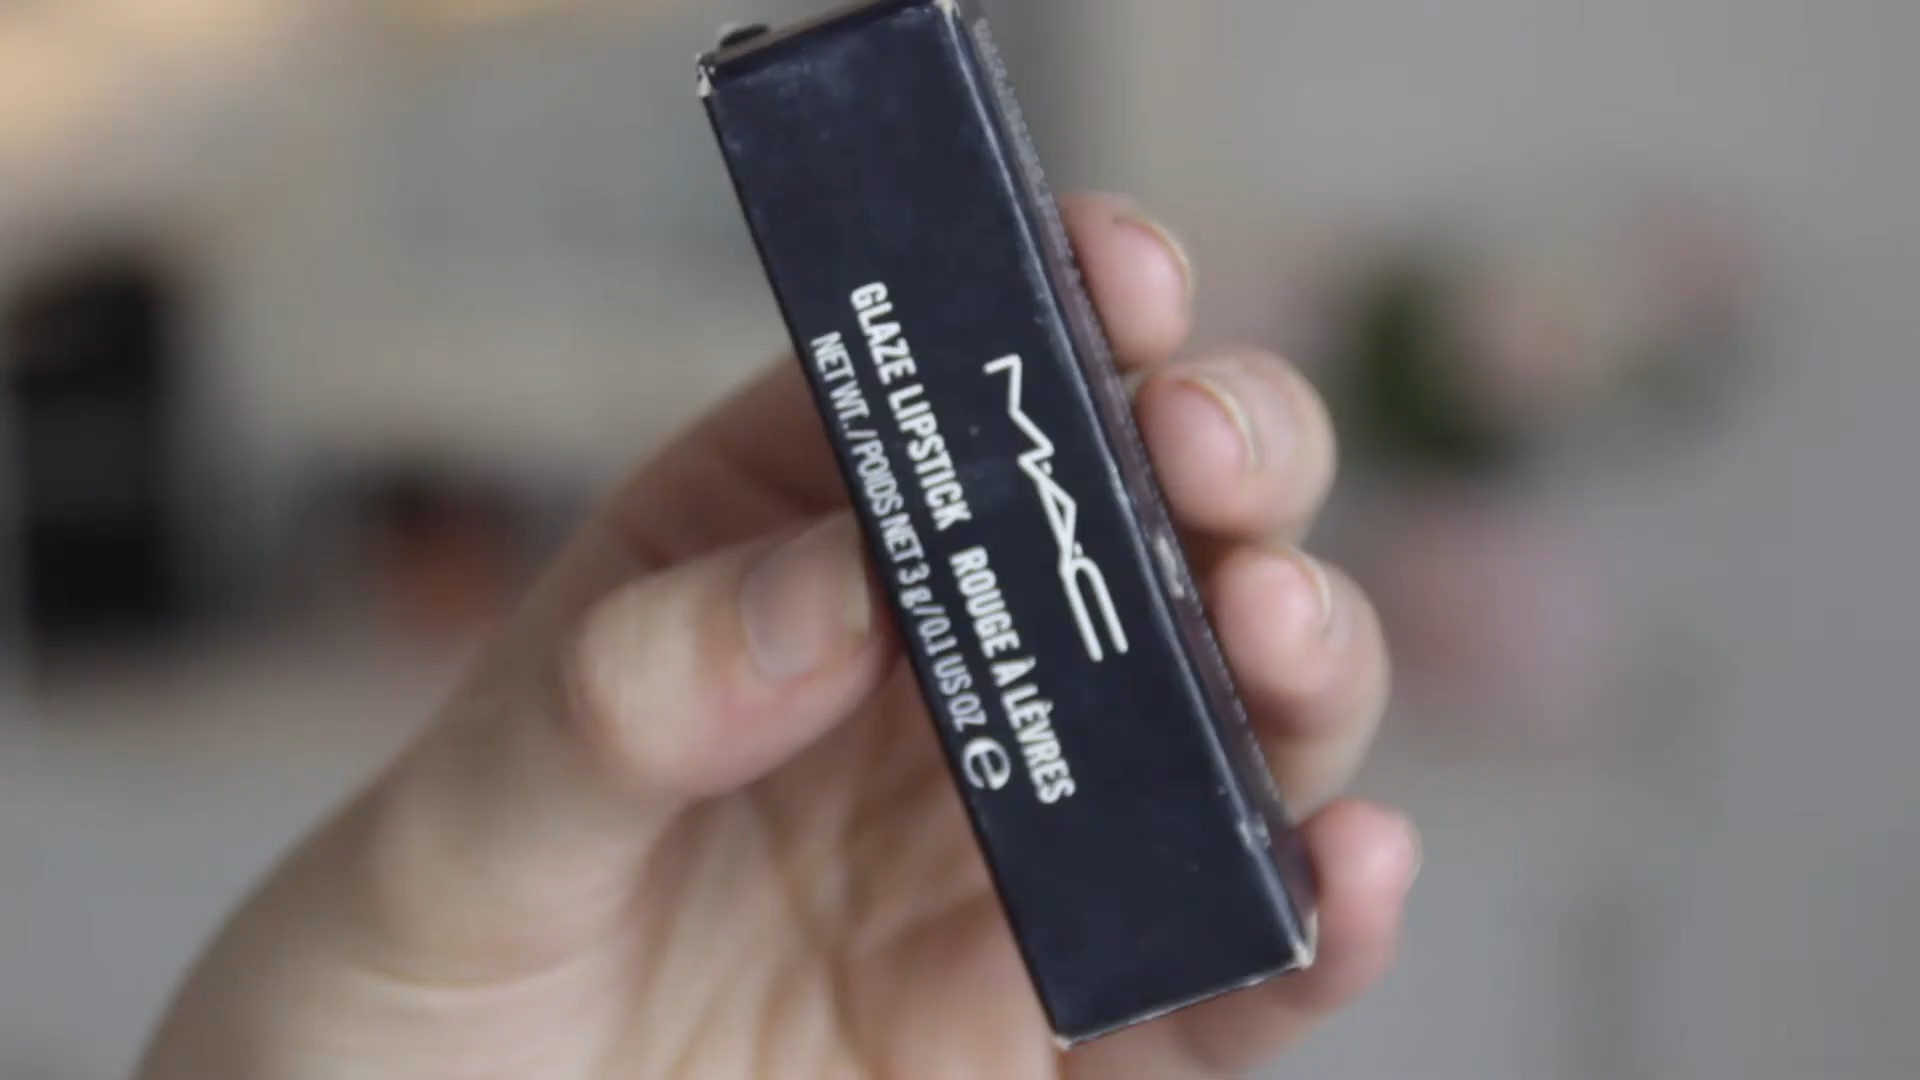 MAC
GLAZE LIPSTICK ROUGE À LÈVRES
NET WT./POIDS NET 3 g/0.1 US OZ e